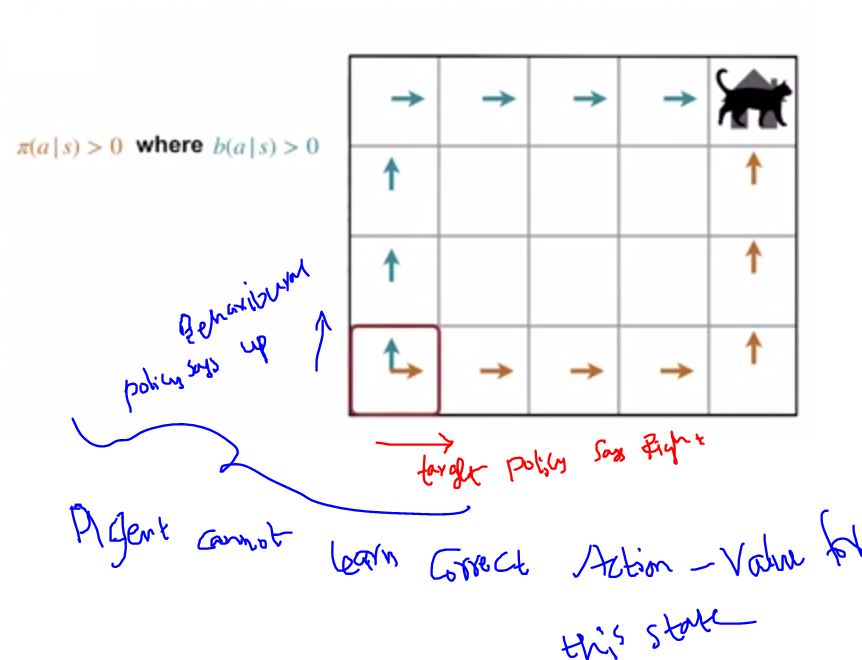 π(a|s) > 0 where b(a|s) > 0
Behavioural
policy says up
target policy says Right
Agent cannot learn correct Action-Value for
this state